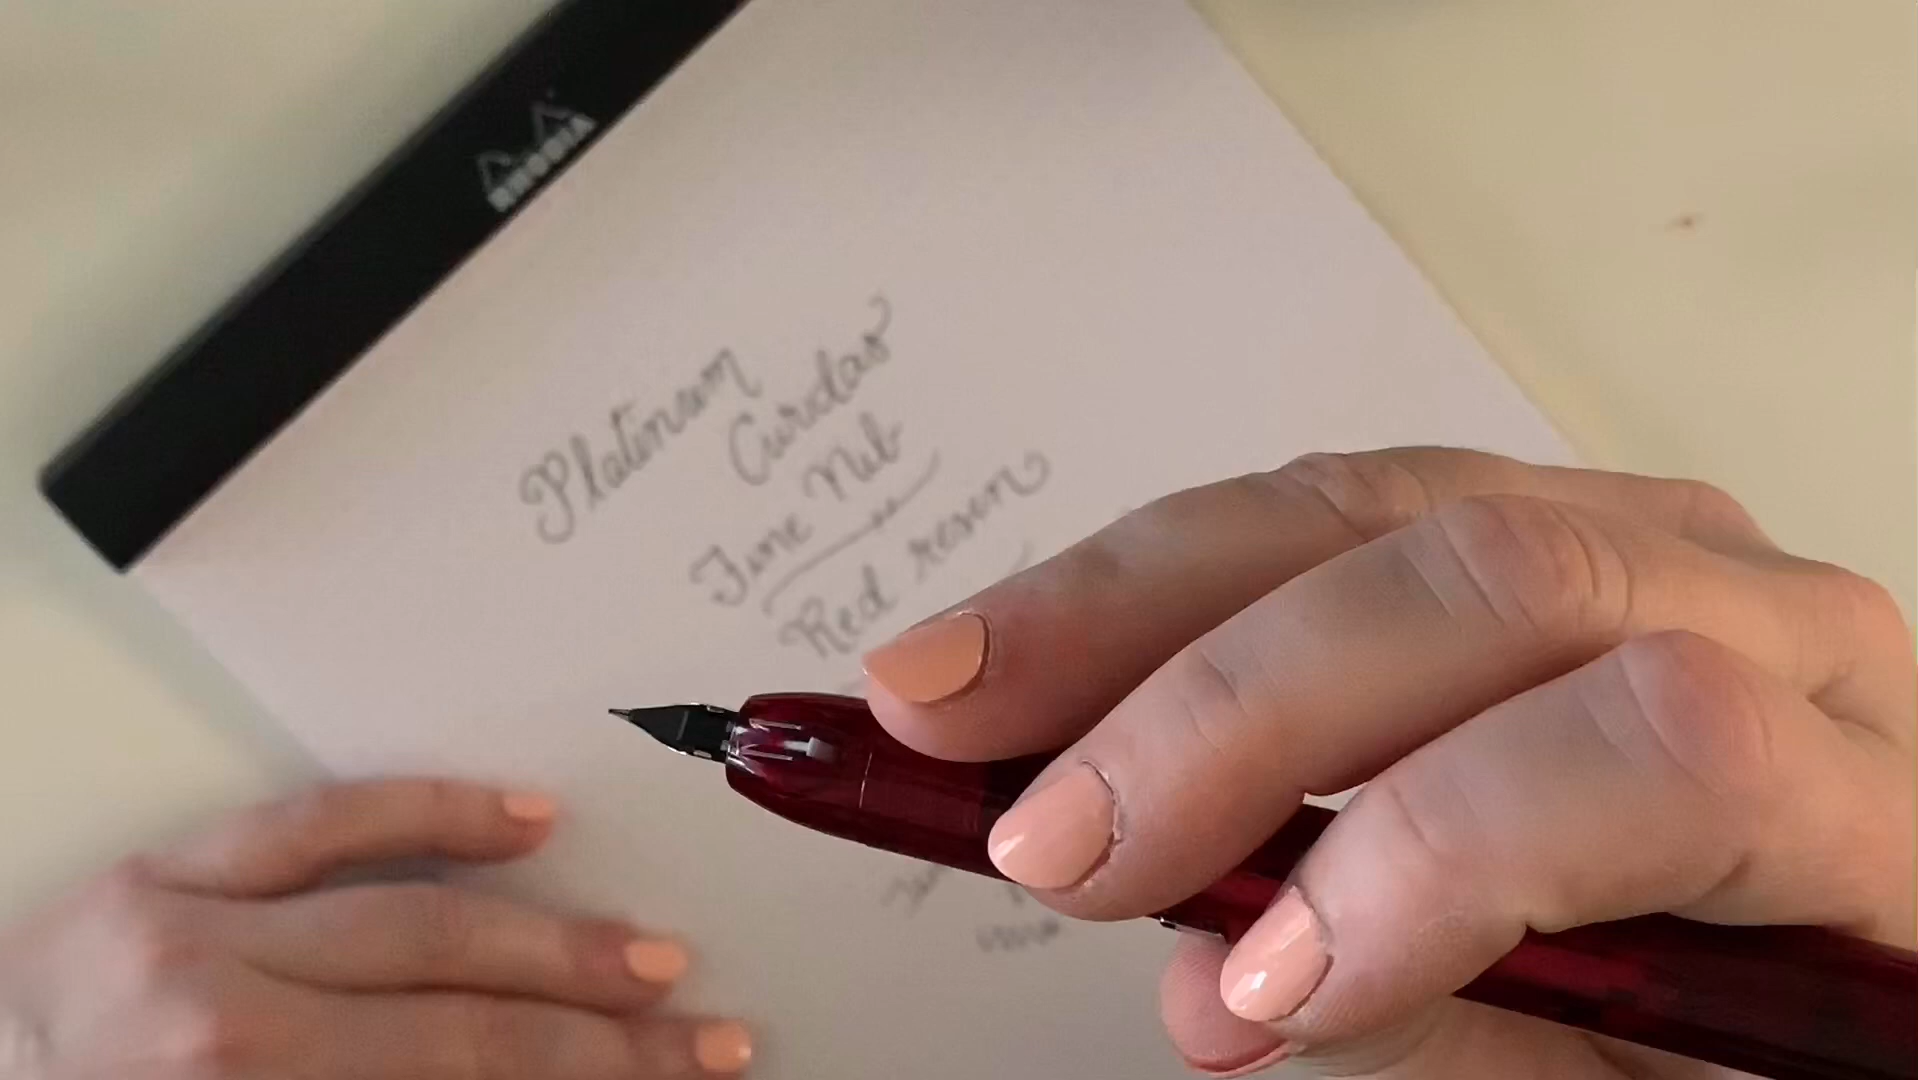 RHODIA
Platinum
Curidas
Fine Nib
Red resin